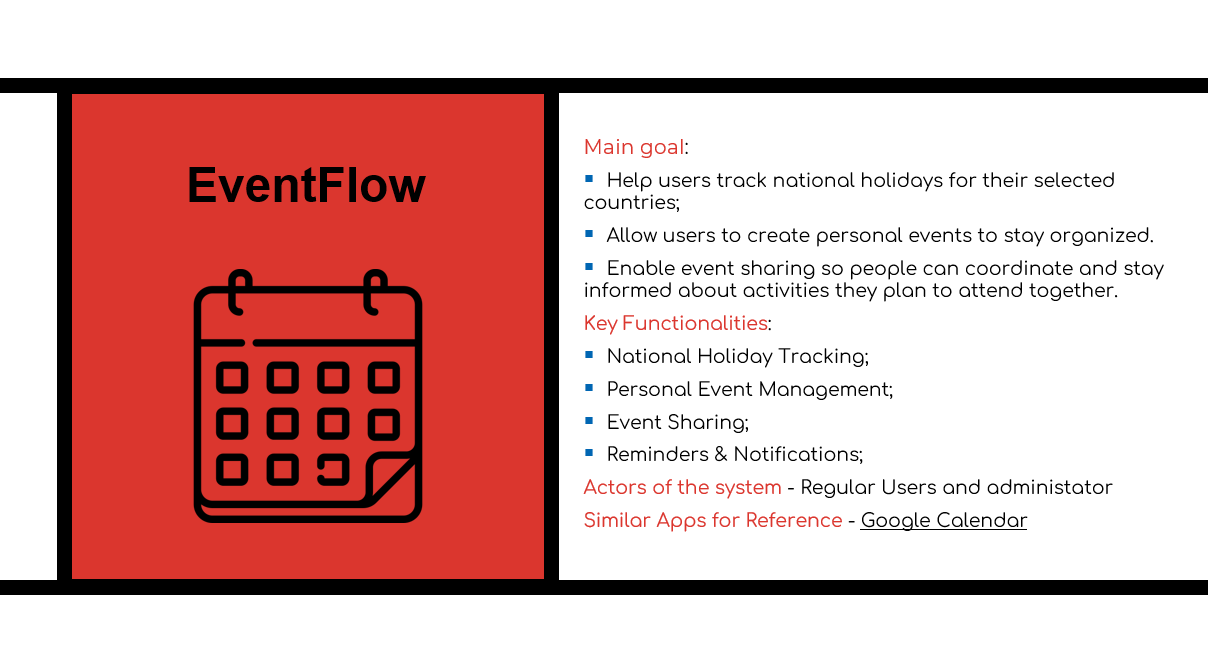 EventFlow
Main goal:
▪ Help users track national holidays for their selected
countries;
▪ Allow users to create personal events to stay organized.
▪ Enable event sharing so people can coordinate and stay
informed about activities they plan to attend together.
Key Functionalities:
▪ National Holiday Tracking;
▪ Personal Event Management;
▪ Event Sharing;
▪ Reminders & Notifications;
Actors of the system - Regular Users and administator
Similar Apps for Reference - Google Calendar